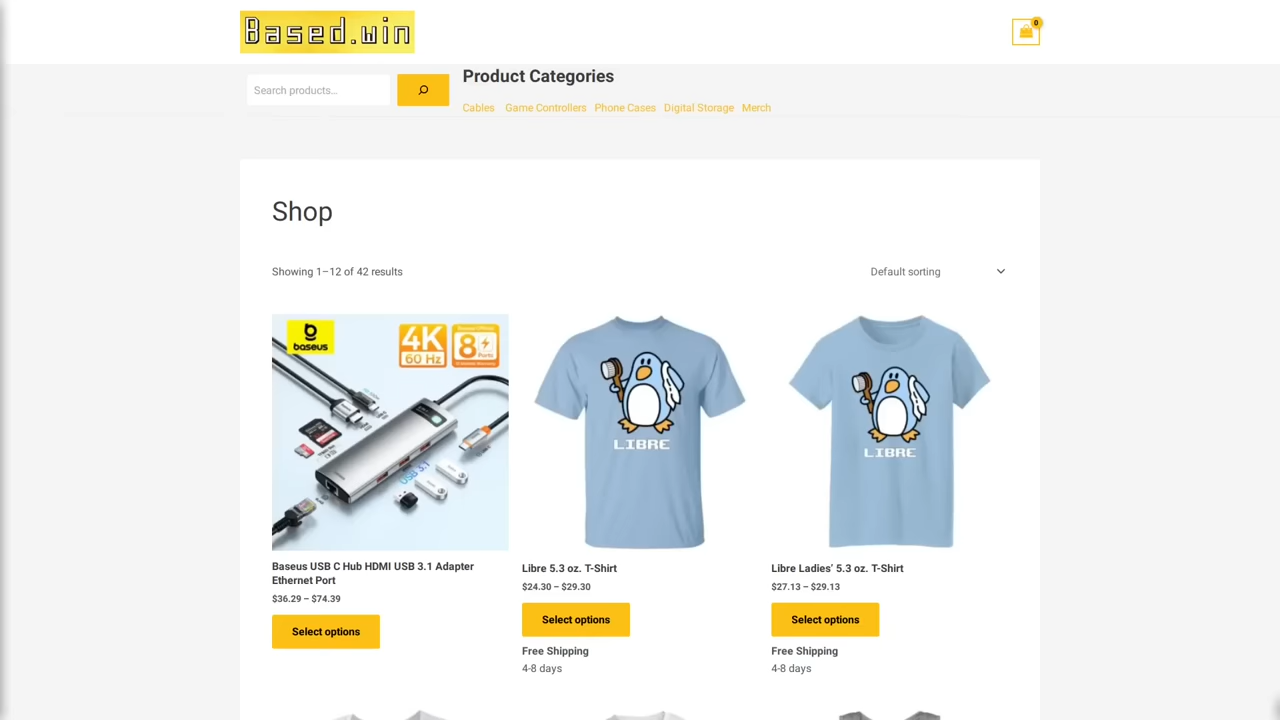 Based.win
0
Search products…
Product Categories
Cables Game Controllers Phone Cases Digital Storage Merch
Shop
Showing 1–12 of 42 results
Default sorting
baseus
4K
60 Hz
8
Ports
USB 3.1
LIBRE
LIBRE
Baseus USB C Hub HDMI USB 3.1 Adapter
Ethernet Port
$36.29 – $74.39
Select options
Libre 5.3 oz. T-Shirt
$24.30 – $29.30
Select options
Free Shipping
4-8 days
Libre Ladies’ 5.3 oz. T-Shirt
$27.13 – $29.13
Select options
Free Shipping
4-8 days